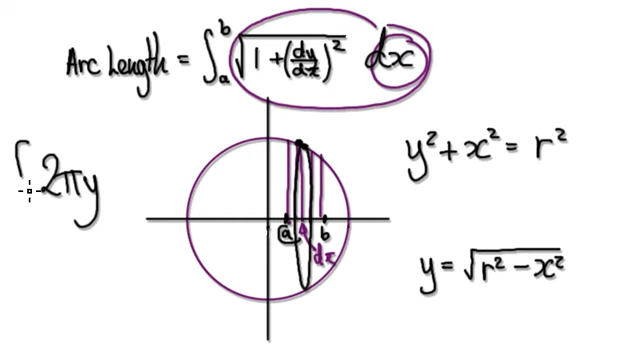 Arc Length = ∫_a^b √(1 + (dy/dx)²) dx
y² + x² = r²
∫ 2πy
a b
dx
y = √(r² − x²)